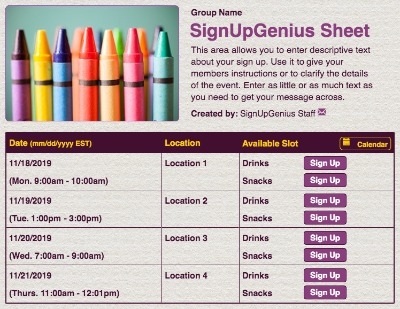 Group Name
SignUpGenius Sheet
This area allows you to enter descriptive text
about your sign up. Use it to give your
members instructions or to clarify the details
of the event. Enter as little or as much text as
you need to get your message across.
Created by: SignUpGenius Staff
Date (mm/dd/yyyy EST) Location Available Slot Calendar
11/18/2019 Location 1 Drinks Sign Up
(Mon. 9:00am - 10:00am) Snacks Sign Up
11/19/2019 Location 2 Drinks Sign Up
(Tue. 1:00pm - 3:00pm) Snacks Sign Up
11/20/2019 Location 3 Drinks Sign Up
(Wed. 7:00am - 9:00am) Snacks Sign Up
11/21/2019 Location 4 Drinks Sign Up
(Thurs. 11:00am - 12:01pm) Snacks Sign Up